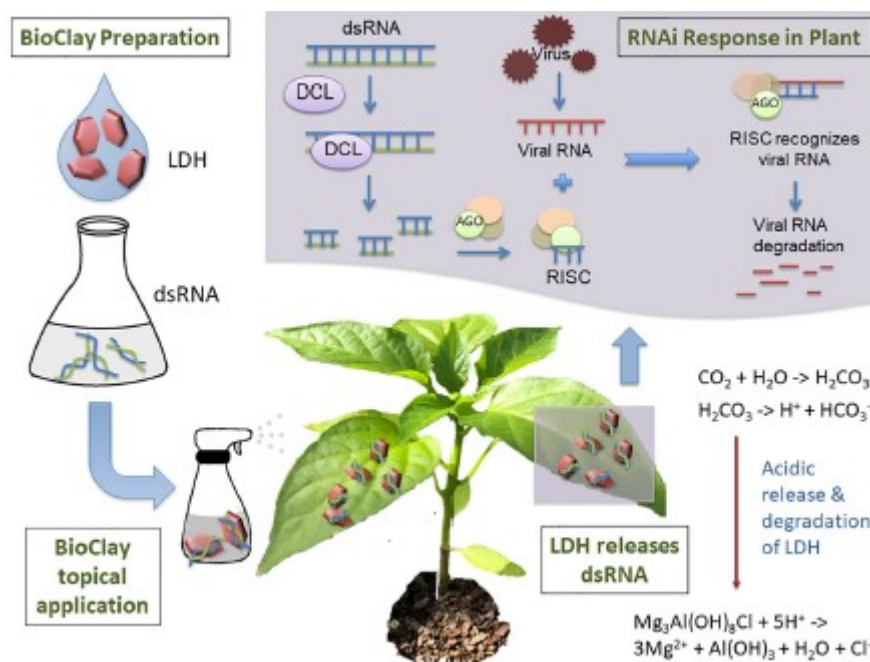 BioClay Preparation
LDH
dsRNA
BioClay
topical
application
dsRNA
DCL
DCL
AGO
Virus
Viral RNA
RISC
RNAi Response in Plant
AGO
RISC recognizes
viral RNA
Viral RNA
degradation
LDH releases
dsRNA
CO₂ + H₂O -> H₂CO₃
H₂CO₃ -> H⁺ + HCO₃⁻
Acidic
release &
degradation
of LDH
Mg₃Al(OH)₈Cl + 5H⁺ ->
3Mg²⁺ + Al(OH)₃ + H₂O + Cl⁻